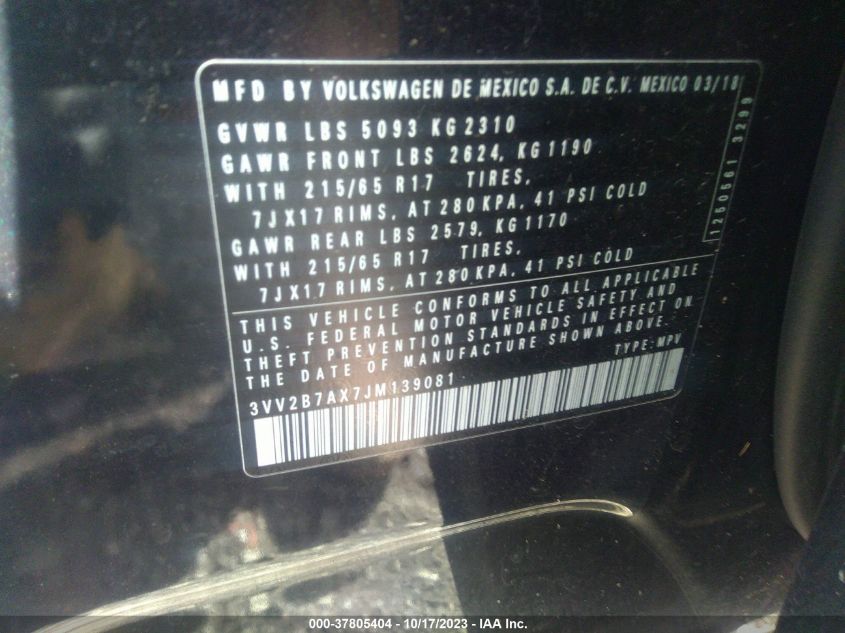 MFD BY VOLKSWAGEN DE MEXICO S.A. DE C.V. MEXICO 03/18
GVWR LBS 5093 KG 2310
GAWR FRONT LBS 2624, KG 1190
WITH 215/65 R17 TIRES,
7JX17 RIMS, AT 280 KPA, 41 PSI COLD
GAWR REAR LBS 2579, KG 1170
WITH 215/65 R17 TIRES,
7JX17 RIMS, AT 280 KPA, 41 PSI COLD
THIS VEHICLE CONFORMS TO ALL APPLICABLE
U.S. FEDERAL MOTOR VEHICLE SAFETY AND
THEFT PREVENTION STANDARDS IN EFFECT ON
THE DATE OF MANUFACTURE SHOWN ABOVE.
TYPE: MPV
3VV2B7AX7JM139081
3299
000-37805404 - 10/17/2023 - IAA Inc.